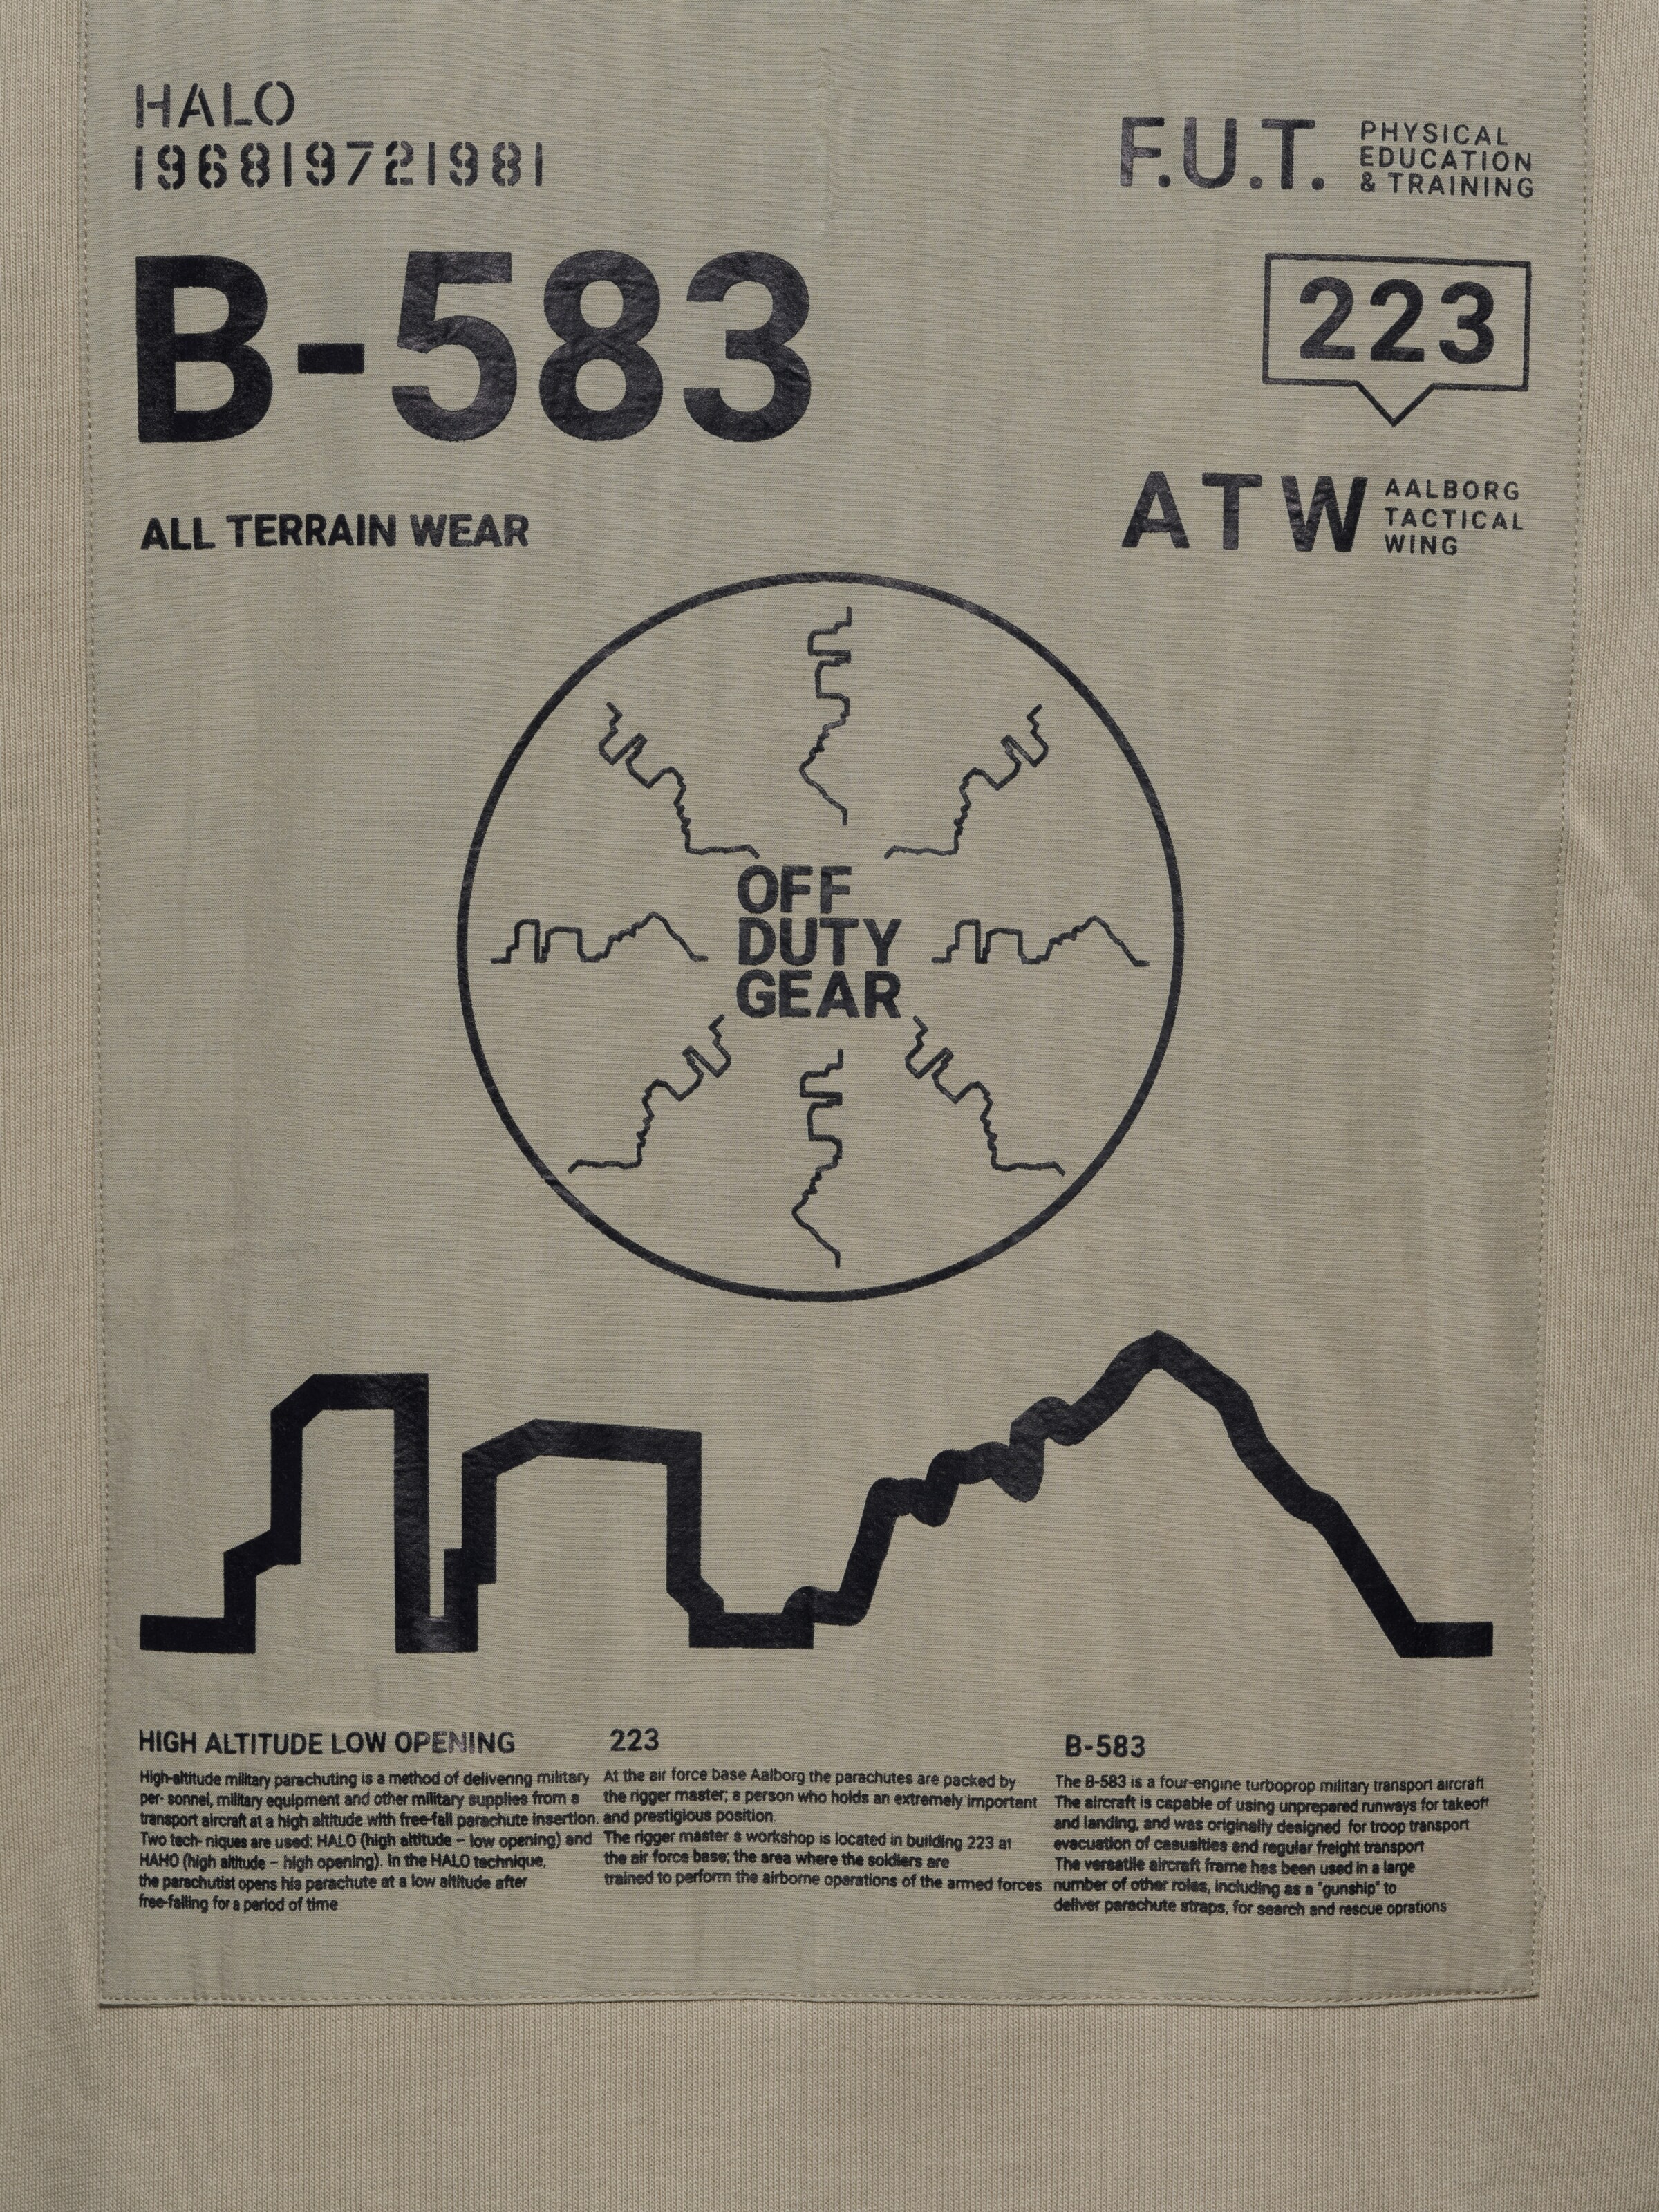 HALO
196819721981
F.U.T.
PHYSICAL
EDUCATION
& TRAINING
B-583
223
ALL TERRAIN WEAR
ATW
AALBORG
TACTICAL
WING
OFF
DUTY
GEAR
HIGH ALTITUDE LOW OPENING
High-altitude military parachuting is a method of delivering military
per- sonnel, military equipment and other military supplies from a
transport aircraft at a high altitude with free-fall parachute insertion.
Two tech- niques are used: HALO (high altitude – low opening) and
HAHO (high altitude – high opening). In the HALO technique,
the parachutist opens his parachute at a low altitude after
free-falling for a period of time
223
At the air force base Aalborg the parachutes are packed by
the rigger master; a person who holds an extremely important
and prestigious position.
The rigger master s workshop is located in building 223 at
the air force base; the area where the soldiers are
trained to perform the airborne operations of the armed forces
B-583
The B-583 is a four-engine turboprop military transport aircraft
The aircraft is capable of using unprepared runways for takeoff
and landing, and was originally designed for troop transport
evacuation of casualties and regular freight transport
The versatile aircraft frame has been used in a large
number of other roles, including as a "gunship" to
deliver parachute straps, for search and rescue oprations